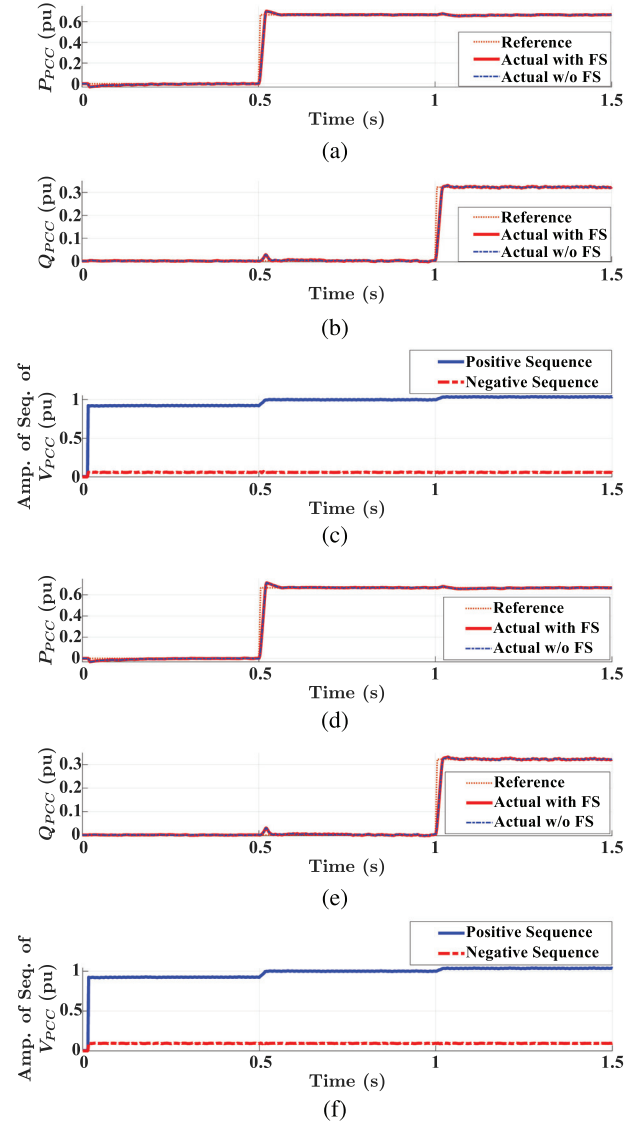 P_PCC (pu)
0.6
0.4
0.2
0
Reference
Actual with FS
Actual w/o FS
0 0.5 1 1.5
Time (s)
(a)
Q_PCC (pu)
0.3
0.2
0.1
0
Reference
Actual with FS
Actual w/o FS
0 0.5 1 1.5
Time (s)
(b)
Positive Sequence
Negative Sequence
Amp. of Seq. of
V_PCC (pu)
1
0.5
0
0 0.5 1 1.5
Time (s)
(c)
P_PCC (pu)
0.6
0.4
0.2
0
Reference
Actual with FS
Actual w/o FS
0 0.5 1 1.5
Time (s)
(d)
Q_PCC (pu)
0.3
0.2
0.1
0
Reference
Actual with FS
Actual w/o FS
0 0.5 1 1.5
Time (s)
(e)
Positive Sequence
Negative Sequence
Amp. of Seq. of
V_PCC (pu)
1
0.5
0
0 0.5 1 1.5
Time (s)
(f)